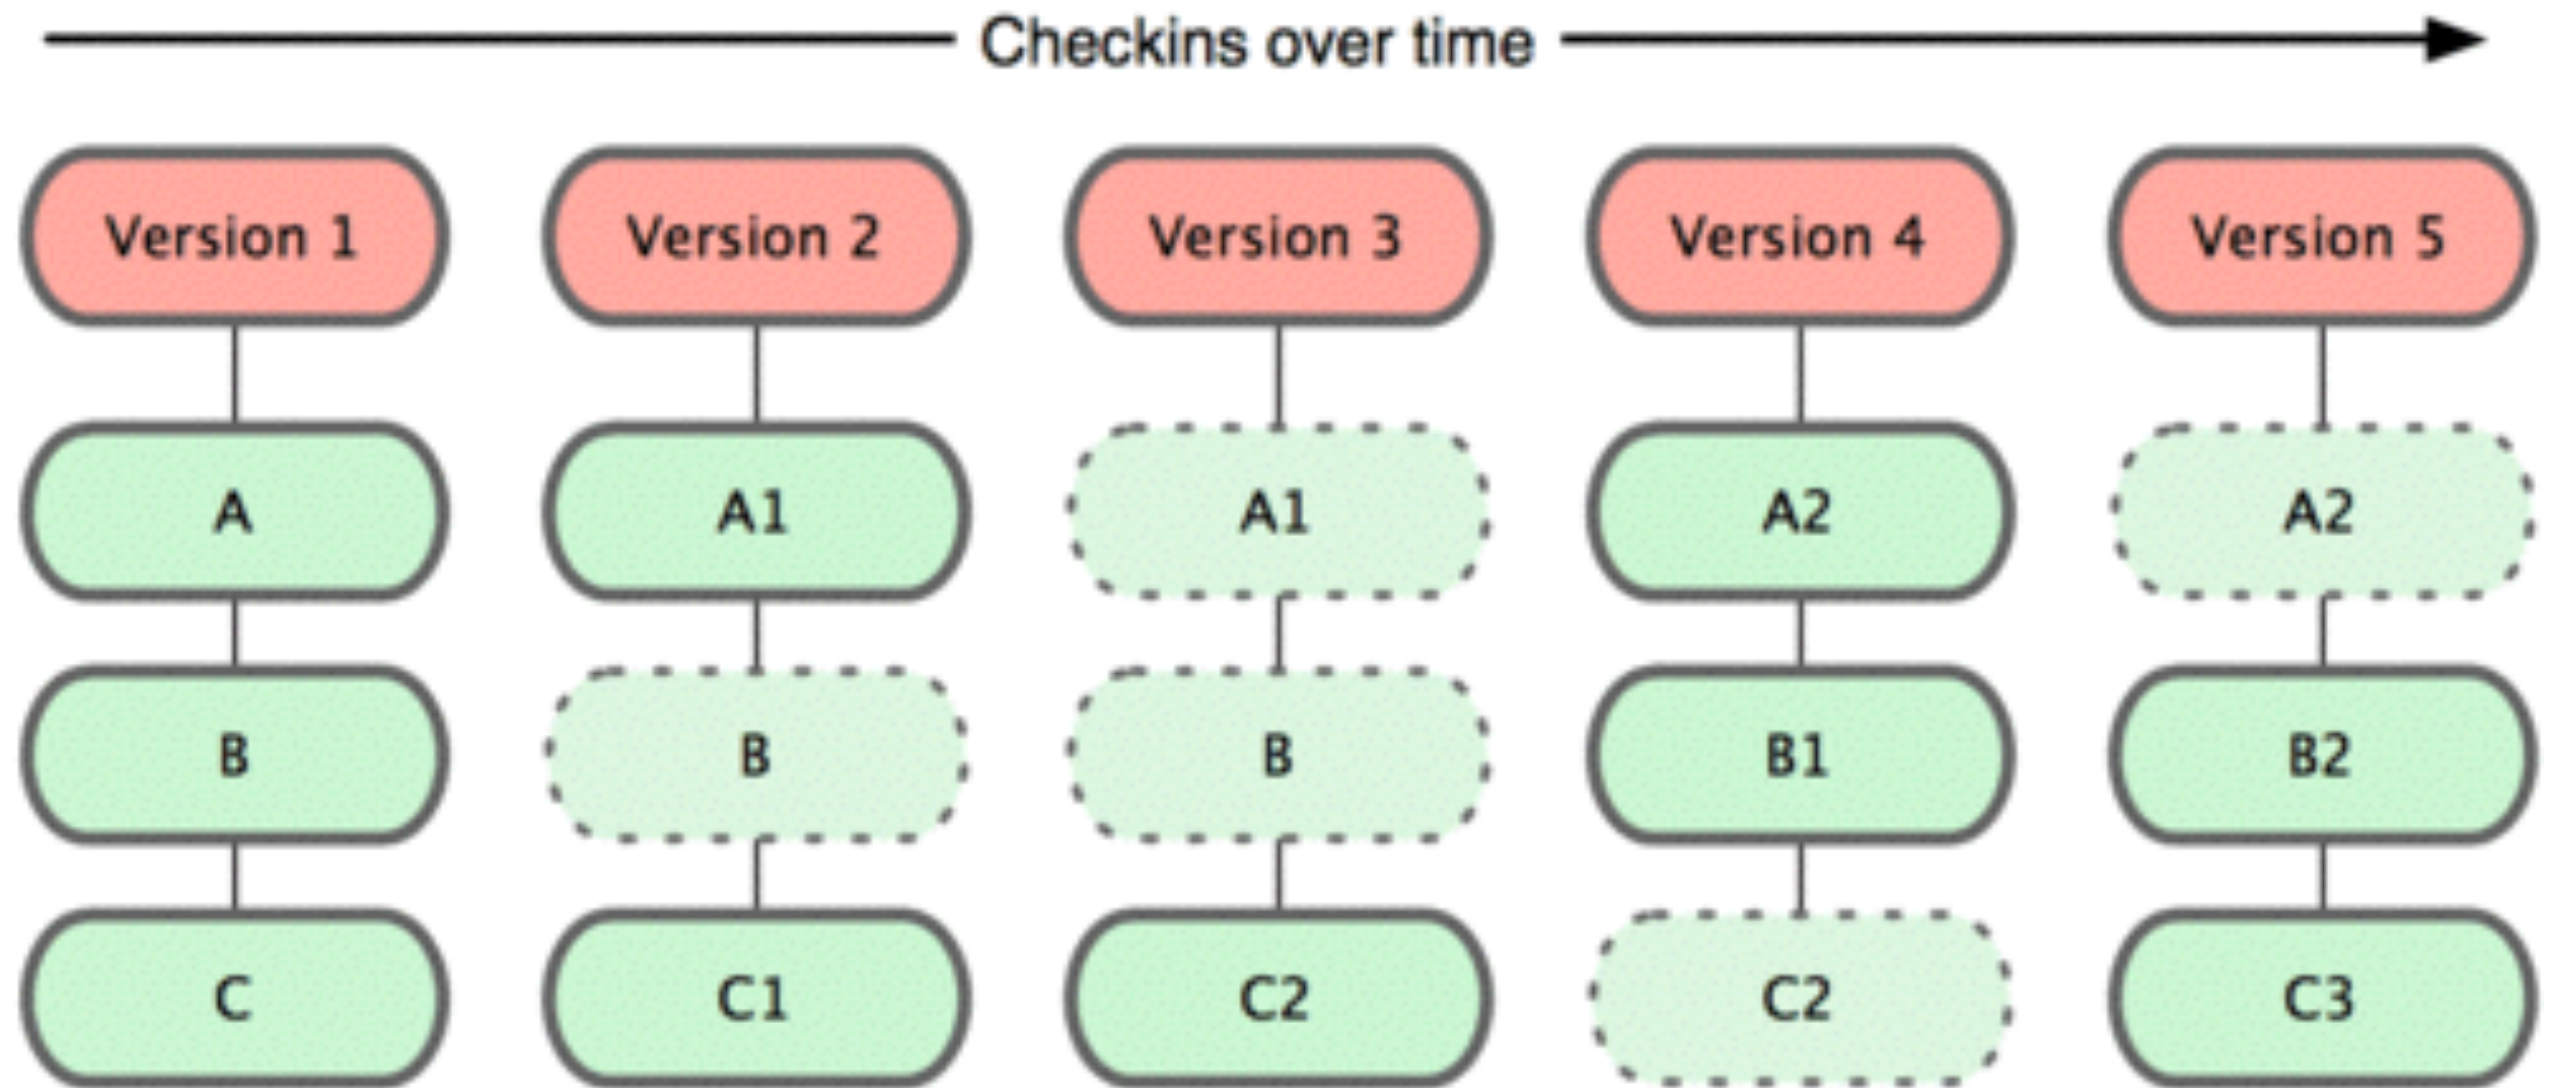 Checkins over time
Version 1 Version 2 Version 3 Version 4 Version 5
A A1 A1 A2 A2
B B B B1 B2
C C1 C2 C2 C3